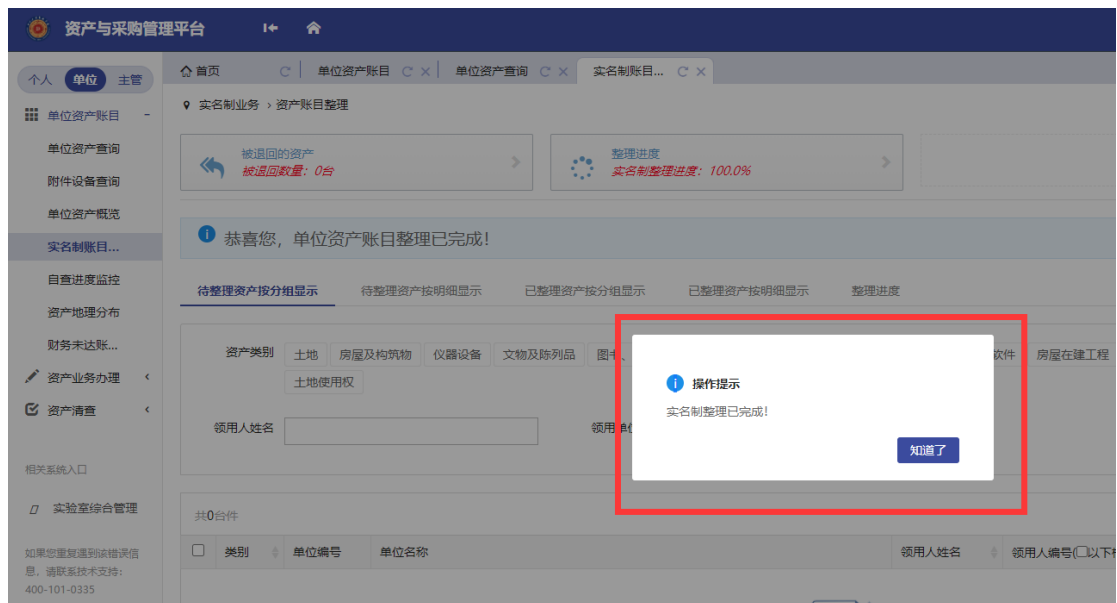 资产与采购管理平台
个人 单位 主管
首页 单位资产账目 单位资产查询 实名制账目...
单位资产账目
单位资产查询
附件设备查询
单位资产概览
实名制账目...
自查进度监控
资产地理分布
财务未达账...
资产业务办理
资产清查
相关系统入口
实验室综合管理
如果您重复遇到该错误信
息，请联系技术支持：
400-101-0335
实名制业务 › 资产账目整理
被退回的资产
被退回数量：0台
整理进度
实名制整理进度：100.0%
恭喜您，单位资产账目整理已完成！
待整理资产按分组显示 待整理资产按明细显示 已整理资产按分组显示 已整理资产按明细显示 整理进度
资产类别 土地 房屋及构筑物 仪器设备 文物及陈列品 图书、 软件 房屋在建工程
土地使用权
领用人姓名 领用单位
操作提示
实名制整理已完成！
知道了
共0台件
类别 单位编号 单位名称 领用人姓名 领用人编号(以下